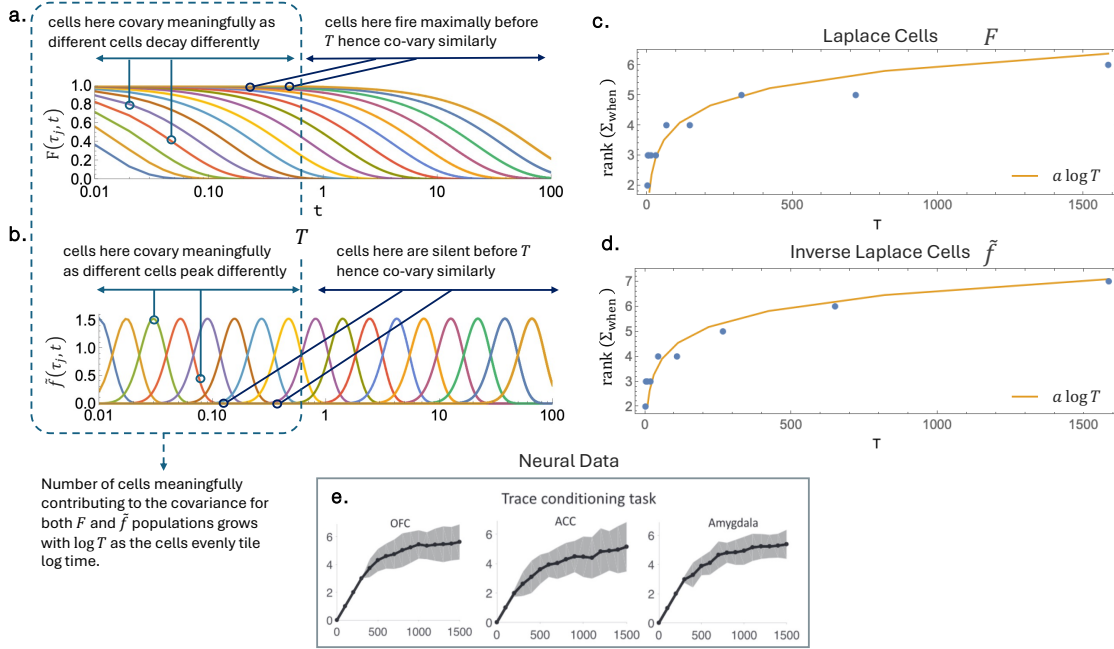 a.
cells here covary meaningfully as
different cells decay differently
cells here fire maximally before
T hence co-vary similarly
F(τj, t)
1.0
0.8
0.6
0.4
0.2
0.0
0.01 0.10 1 10 100
t
b.
cells here covary meaningfully
as different cells peak differently
T
cells here are silent before T
hence co-vary similarly
f̃(τj, t)
1.5
1.0
0.5
0.0
0.01 0.10 1 10 100
Number of cells meaningfully
contributing to the covariance for
both F and f̃ populations grows
with log T as the cells evenly tile
log time.
c.
Laplace Cells F
rank (Σwhen)
6
5
4
3
2
a log T
0 500 1000 1500
T
d.
Inverse Laplace Cells f̃
rank (Σwhen)
7
6
5
4
3
2
a log T
0 500 1000 1500
T
Neural Data
e.
Trace conditioning task
OFC
6
4
2
0
0 500 1000 1500
ACC
6
4
2
0
0 500 1000 1500
Amygdala
6
4
2
0
0 500 1000 1500